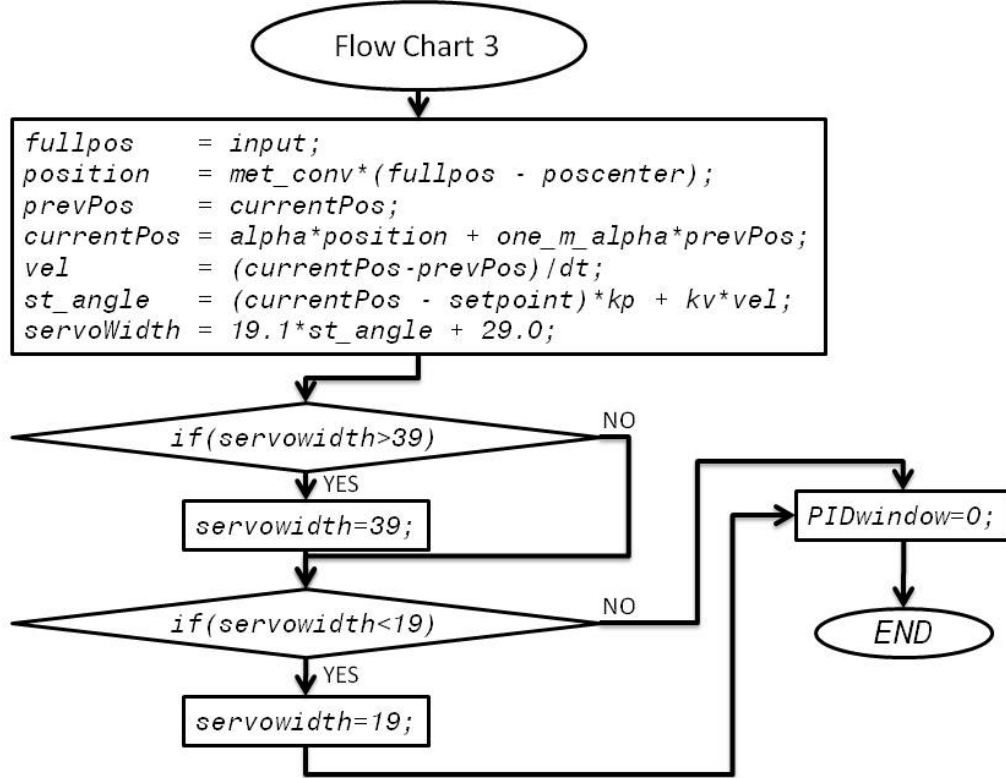 Flow Chart 3
fullpos = input;
position = met_conv*(fullpos - poscenter);
prevPos = currentPos;
currentPos = alpha*position + one_m_alpha*prevPos;
vel = (currentPos-prevPos)/dt;
st_angle = (currentPos - setpoint)*kp + kv*vel;
servoWidth = 19.1*st_angle + 29.0;
if(servowidth>39)
NO
YES
servowidth=39;
if(servowidth<19)
NO
YES
servowidth=19;
PIDwindow=0;
END